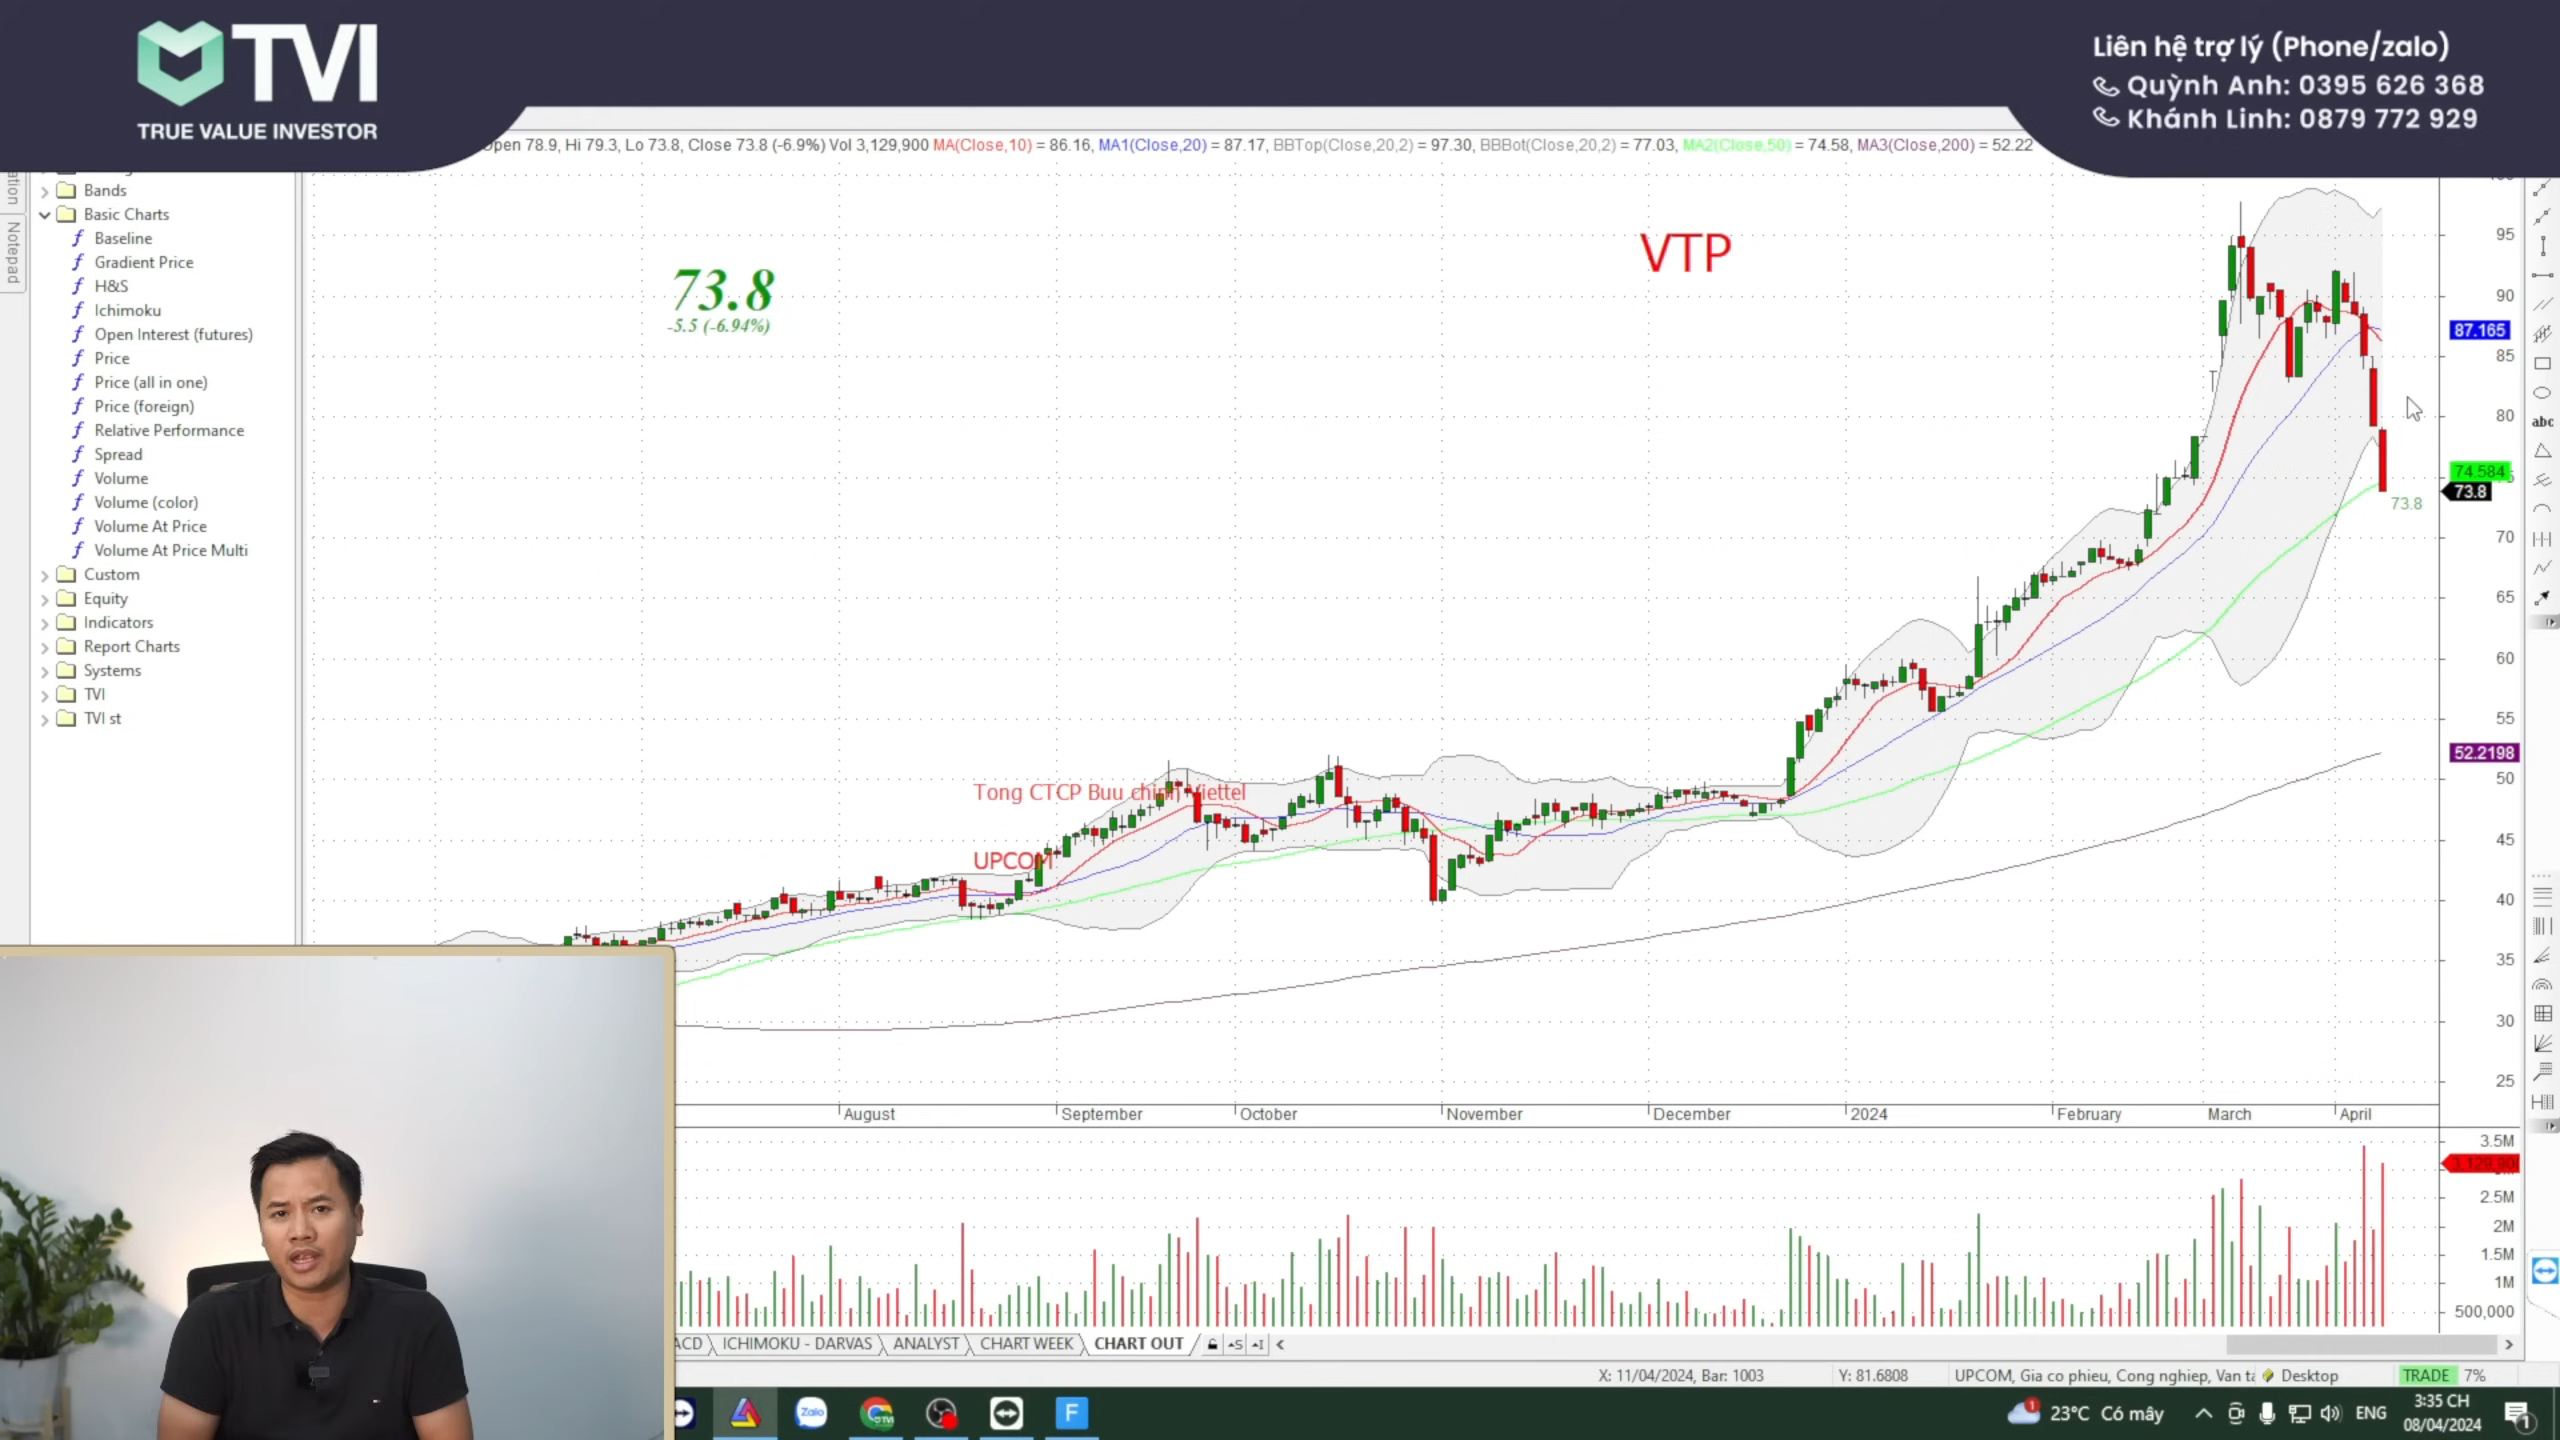 TVI
TRUE VALUE INVESTOR
Liên hệ trợ lý (Phone/zalo)
Quỳnh Anh: 0395 626 368
Khánh Linh: 0879 772 929
Open 78.9, Hi 79.3, Lo 73.8, Close 73.8 (-6.9%) Vol 3,129,900 MA(Close,10) = 86.16, MA1(Close,20) = 87.17, BBTop(Close,20,2) = 97.30, BBBot(Close,20,2) = 77.03, MA2(Close,50) = 74.58, MA3(Close,200) = 52.22
Notepad
Bands
Basic Charts
Baseline
Gradient Price
H&S
Ichimoku
Open Interest (futures)
Price
Price (all in one)
Price (foreign)
Relative Performance
Spread
Volume
Volume (color)
Volume At Price
Volume At Price Multi
Custom
Equity
Indicators
Report Charts
Systems
TVI
TVI st
73.8
-5.5 (-6.94%)
VTP
Tong CTCP Buu chinh Viettel
UPCOM
73.8
95
90
87.165
85
80
74.584
73.8
70
65
60
55
52.2198
50
45
40
35
30
25
August September October November December 2024 February March April
3.5M
2.5M
2M
1.5M
1M
500,000
abc
ACD ICHIMOKU - DARVAS ANALYST CHART WEEK CHART OUT
X: 11/04/2024, Bar: 1003 Y: 81.6808 UPCOM, Gia co phieu, Cong nghiep, Van ta Desktop TRADE 7%
Zalo
F
23°C Có mây ENG 3:35 CH
08/04/2024